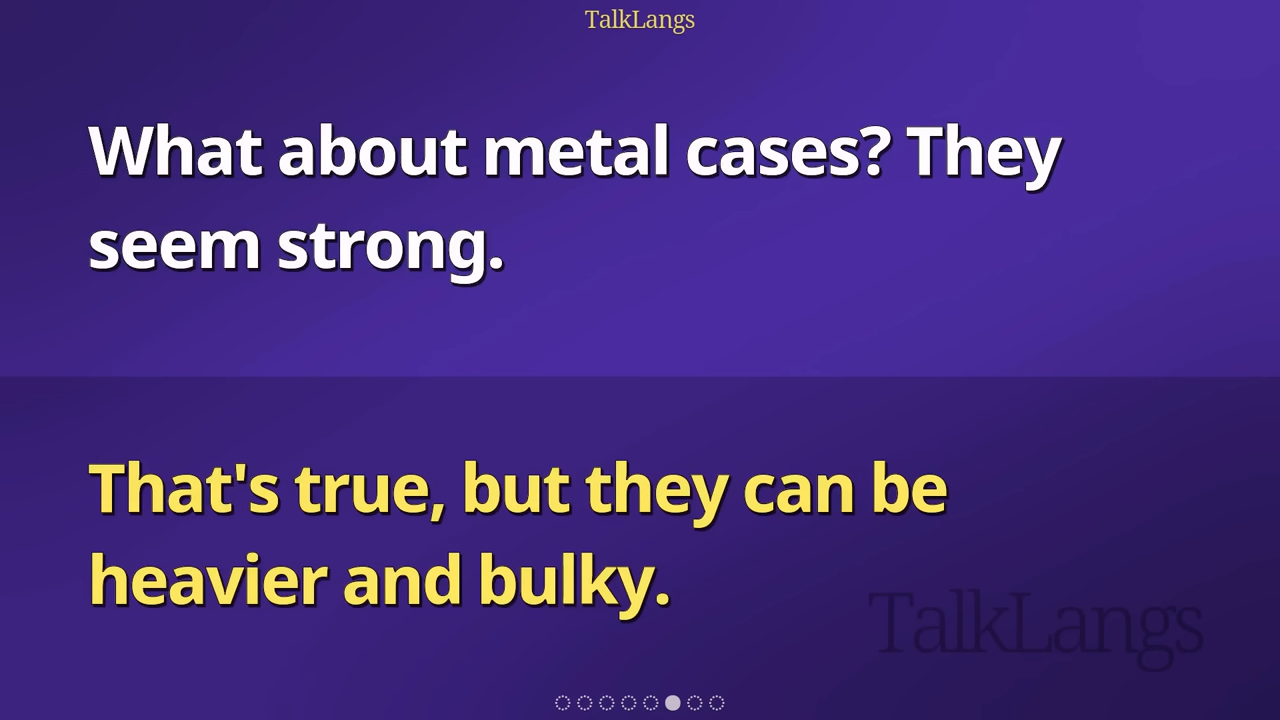 TalkLangs
What about metal cases? They
seem strong.
That's true, but they can be
heavier and bulky.
TalkLangs